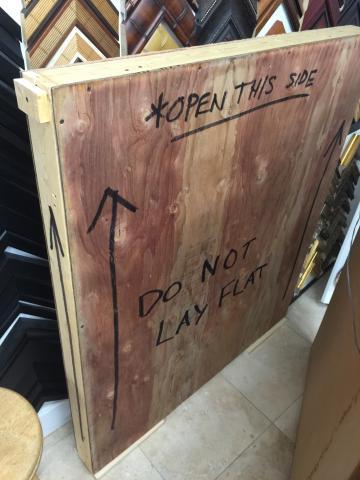 *OPEN THIS SIDE
DO NOT
LAY FLAT